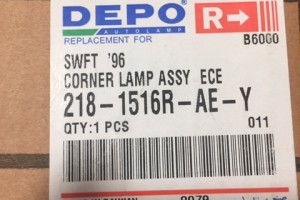 DEPO
AUTOLAMP
R
REPLACEMENT FOR
B6060
SWFT '96
CORNER LAMP ASSY ECE
218-1516R-AE-Y
QTY:1 PCS
011